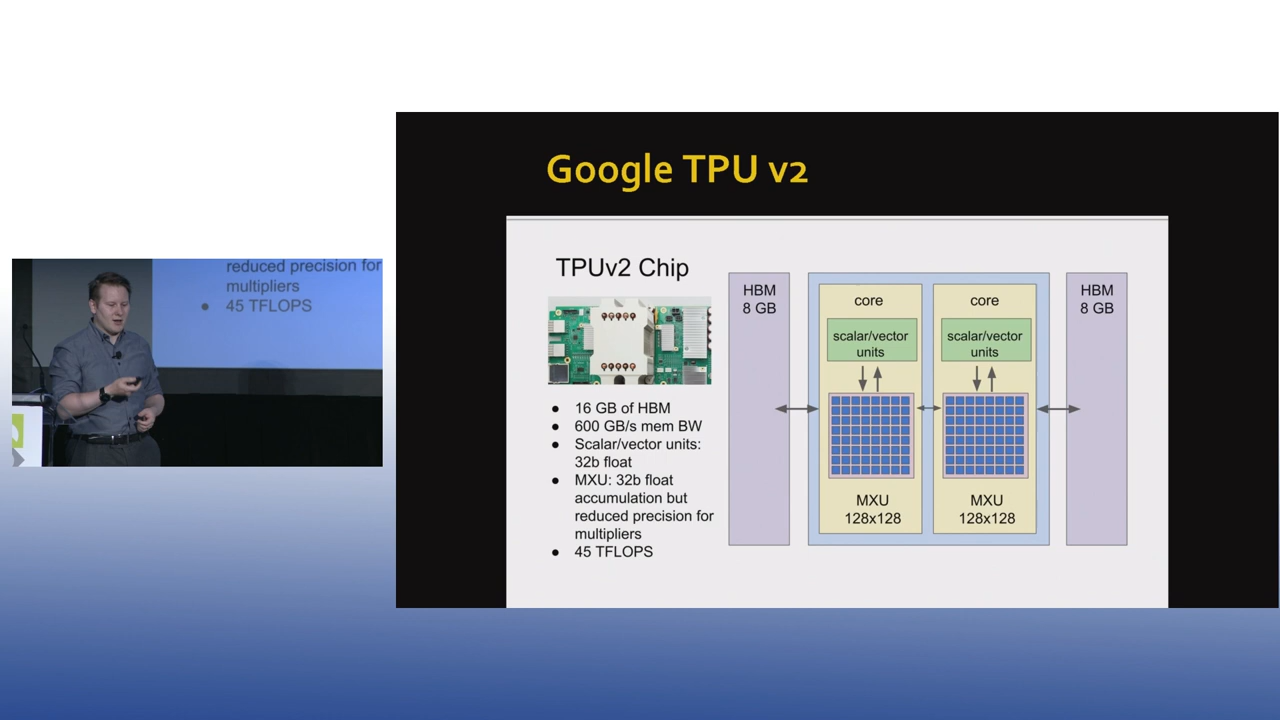 reduced precision for
multipliers
● 45 TFLOPS
Google TPU v2
TPUv2 Chip
● 16 GB of HBM
● 600 GB/s mem BW
● Scalar/vector units:
32b float
● MXU: 32b float
accumulation but
reduced precision for
multipliers
● 45 TFLOPS
HBM
8 GB
core
scalar/vector
units
MXU
128x128
core
scalar/vector
units
MXU
128x128
HBM
8 GB